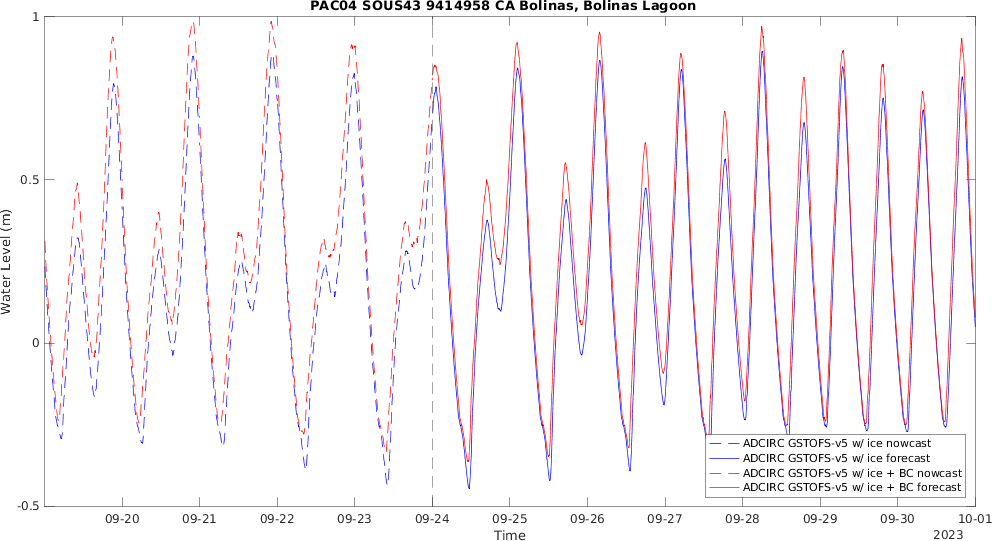 PAC04 SOUS43 9414958 CA Bolinas, Bolinas Lagoon
1
0.5
0
-0.5
Water Level (m)
09-20 09-21 09-22 09-23 09-24 09-25 09-26 09-27 09-28 09-29 09-30 10-01
Time
2023
ADCIRC GSTOFS-v5 w/ ice nowcast
ADCIRC GSTOFS-v5 w/ ice forecast
ADCIRC GSTOFS-v5 w/ ice + BC nowcast
ADCIRC GSTOFS-v5 w/ ice + BC forecast